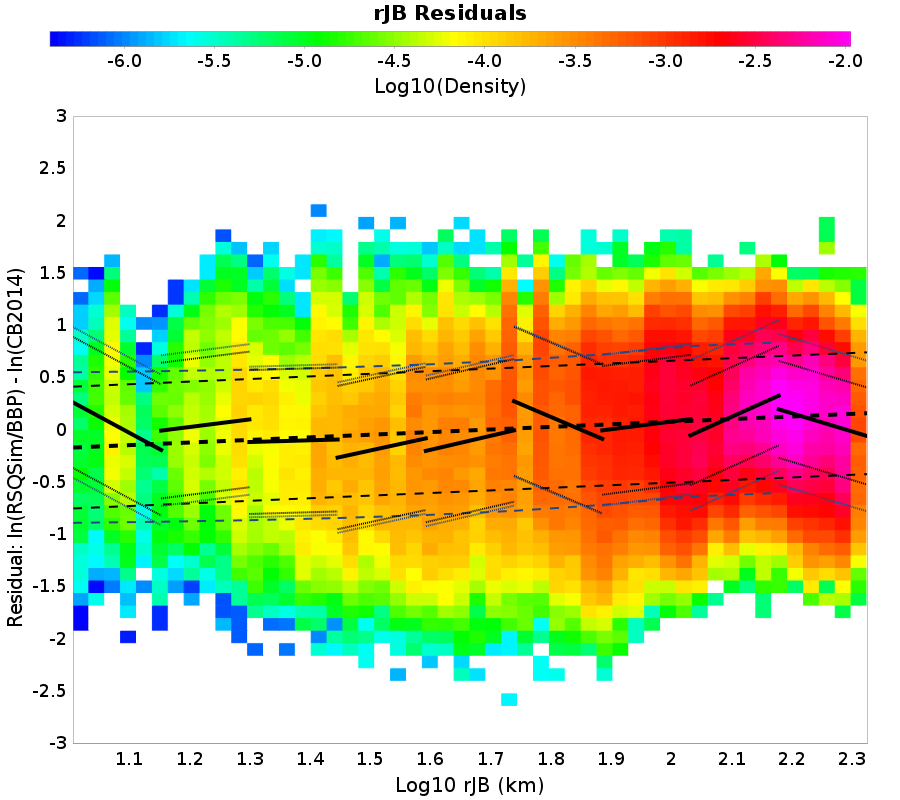 rJB Residuals
-6.0 -5.5 -5.0 -4.5 -4.0 -3.5 -3.0 -2.5 -2.0
Log10(Density)
Residual: ln(RSQSim/BBP) - ln(CB2014)
3
2.5
2
1.5
1
0.5
0
-0.5
-1
-1.5
-2
-2.5
-3
1.1 1.2 1.3 1.4 1.5 1.6 1.7 1.8 1.9 2 2.1 2.2 2.3
Log10 rJB (km)